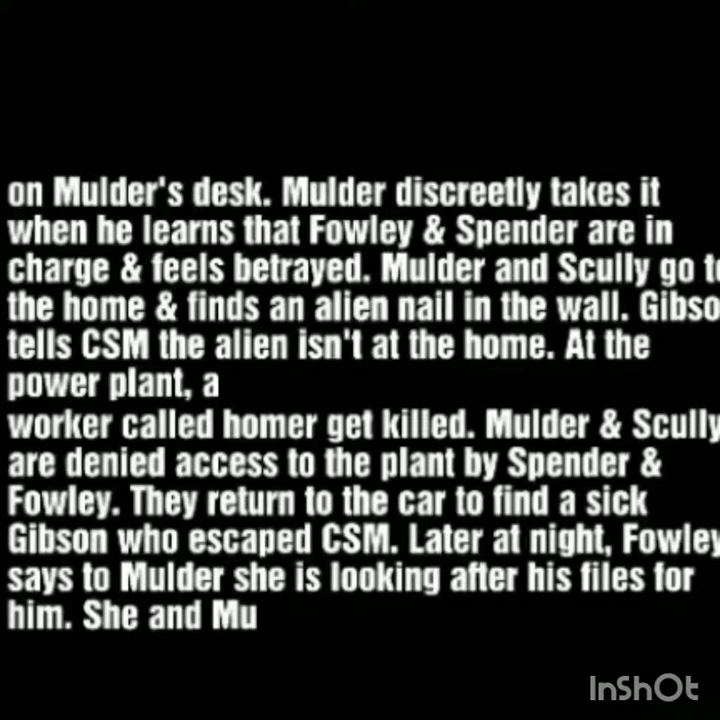 on Mulder's desk. Mulder discreetly takes it
when he learns that Fowley & Spender are in
charge & feels betrayed. Mulder and Scully go t
the home & finds an alien nail in the wall. Gibso
tells CSM the alien isn't at the home. At the
power plant, a
worker called homer get killed. Mulder & Scully
are denied access to the plant by Spender &
Fowley. They return to the car to find a sick
Gibson who escaped CSM. Later at night, Fowley
says to Mulder she is looking after his files for
him. She and Mu
InShOt